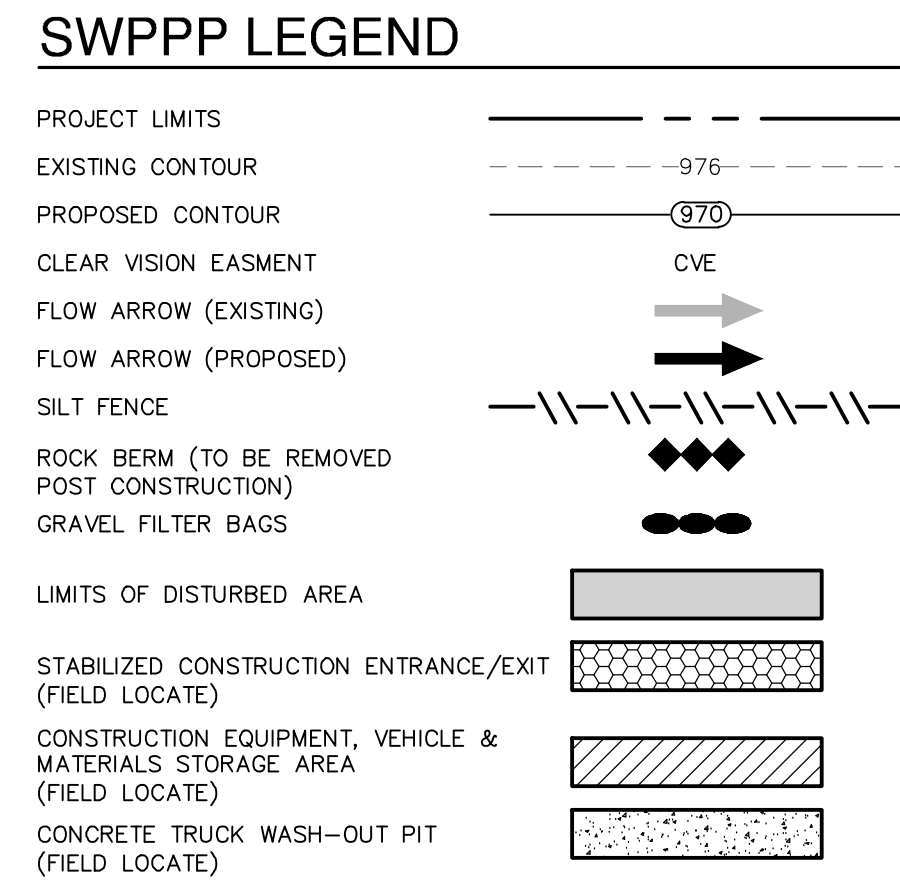 SWPPP LEGEND
PROJECT LIMITS
EXISTING CONTOUR 976
PROPOSED CONTOUR 970
CLEAR VISION EASMENT CVE
FLOW ARROW (EXISTING)
FLOW ARROW (PROPOSED)
SILT FENCE
ROCK BERM (TO BE REMOVED
POST CONSTRUCTION)
GRAVEL FILTER BAGS
LIMITS OF DISTURBED AREA
STABILIZED CONSTRUCTION ENTRANCE/EXIT
(FIELD LOCATE)
CONSTRUCTION EQUIPMENT, VEHICLE &
MATERIALS STORAGE AREA
(FIELD LOCATE)
CONCRETE TRUCK WASH-OUT PIT
(FIELD LOCATE)